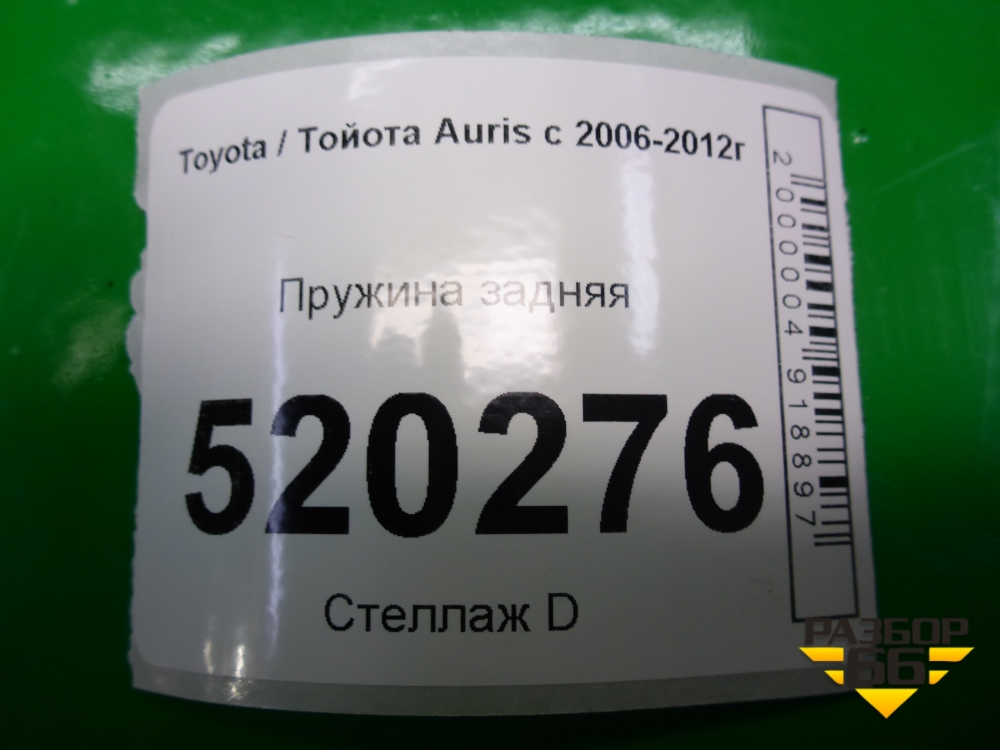 Toyota / Тойота Auris с 2006-2012г
Пружина задняя
520276
Стеллаж D
2000004918897
РАЗБОР
66